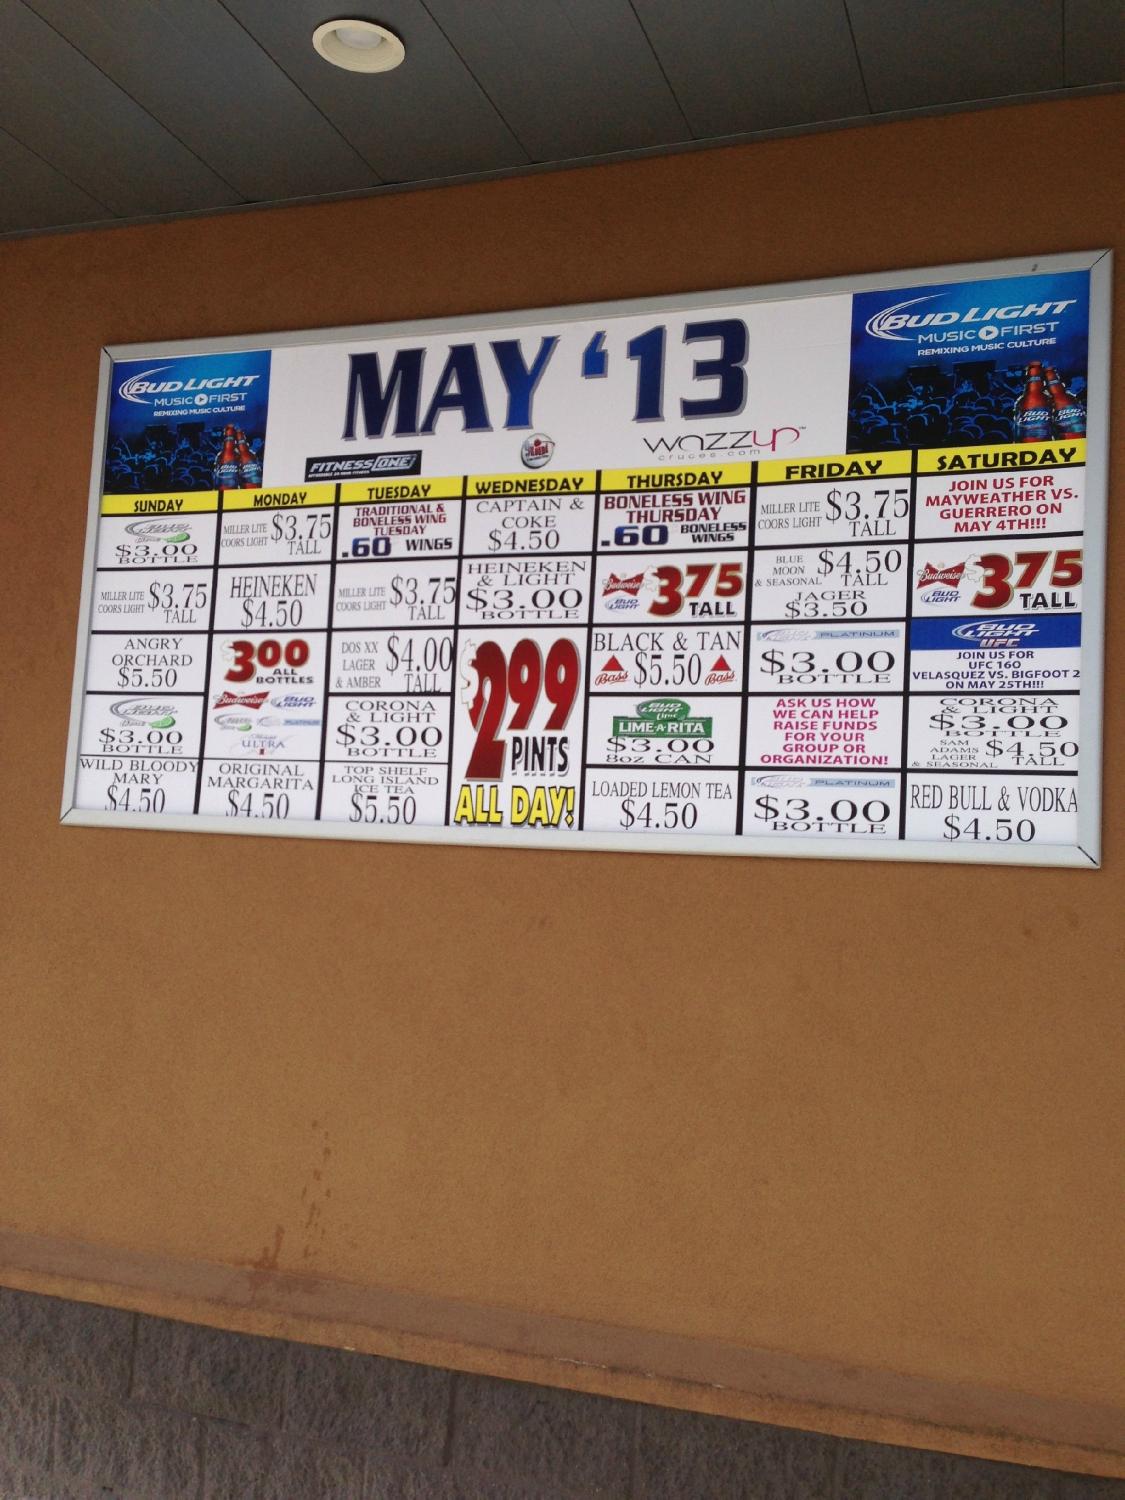 BUD LIGHT
MUSIC FIRST
REMIXING MUSIC CULTURE
MAY '13
FITNESS ONE
wazzup
cruces.com
BUD LIGHT
MUSIC FIRST
REMIXING MUSIC CULTURE
SUNDAY
MONDAY
TUESDAY
WEDNESDAY
THURSDAY
FRIDAY
SATURDAY
$3.00
BOTTLE
MILLER LITE
COORS LIGHT
$3.75
TALL
TRADITIONAL &
BONELESS WING
TUESDAY
.60 WINGS
CAPTAIN &
COKE
$4.50
BONELESS WING
THURSDAY
.60 BONELESS
WINGS
MILLER LITE
COORS LIGHT
$3.75
TALL
JOIN US FOR
MAYWEATHER VS.
GUERRERO ON
MAY 4TH!!!
MILLER LITE
COORS LIGHT
$3.75
TALL
HEINEKEN
$4.50
MILLER LITE
COORS LIGHT
$3.75
TALL
HEINEKEN
& LIGHT
$3.00
BOTTLE
Budweiser
BUD LIGHT
$375
TALL
BLUE
MOON
& SEASONAL
$4.50
TALL
JAGER
$3.50
Budweiser
BUD LIGHT
$375
TALL
ANGRY
ORCHARD
$5.50
$300
ALL
BOTTLES
Budweiser
BUD LIGHT
PLATINUM
ULTRA
DOS XX
LAGER
& AMBER
$4.00
TALL
$299
PINTS
ALL DAY!
BLACK & TAN
$5.50
Bass
Bass
PLATINUM
$3.00
BOTTLE
BUD LIGHT
UFC
JOIN US FOR
UFC 160
VELASQUEZ VS. BIGFOOT 2
ON MAY 25TH!!!
$3.00
BOTTLE
CORONA
& LIGHT
$3.00
BOTTLE
BUD LIGHT
Lime
LIME-A-RITA
$3.00
8oz CAN
ASK US HOW
WE CAN HELP
RAISE FUNDS
FOR YOUR
GROUP OR
ORGANIZATION!
CORONA
& LIGHT
$3.00
BOTTLE
SAM
ADAMS
LAGER
& SEASONAL
$4.50
TALL
WILD BLOODY
MARY
$4.50
ORIGINAL
MARGARITA
$4.50
TOP SHELF
LONG ISLAND
ICE TEA
$5.50
LOADED LEMON TEA
$4.50
PLATINUM
$3.00
BOTTLE
RED BULL & VODKA
$4.50